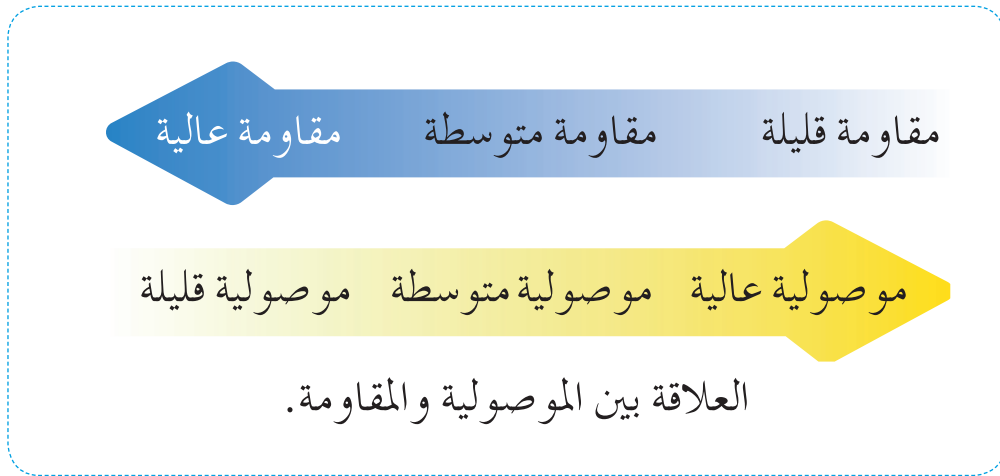 مقاومة قليلة مقاومة متوسطة مقاومة عالية
موصولية عالية موصولية متوسطة موصولية قليلة
العلاقة بين الموصولية والمقاومة.